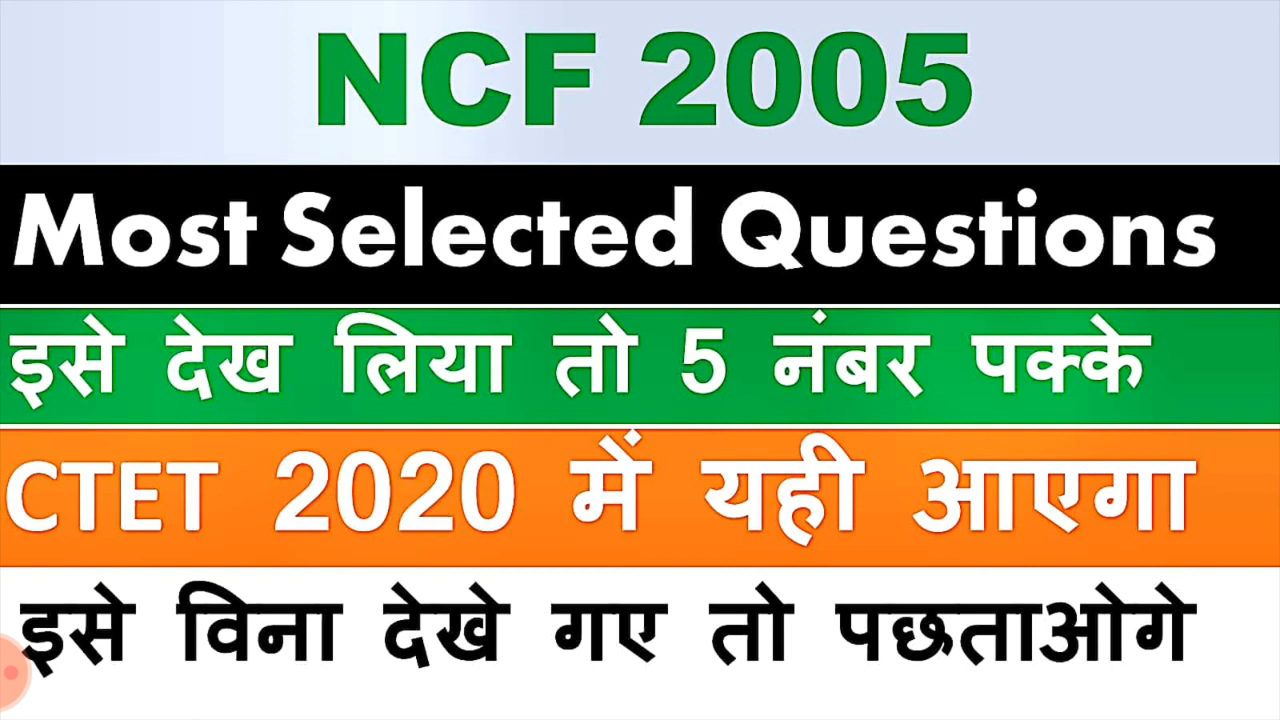 NCF 2005
Most Selected Questions
इसे देख लिया तो 5 नंबर पक्के
CTET 2020 में यही आएगा
इसे विना देखे गए तो पछताओगे